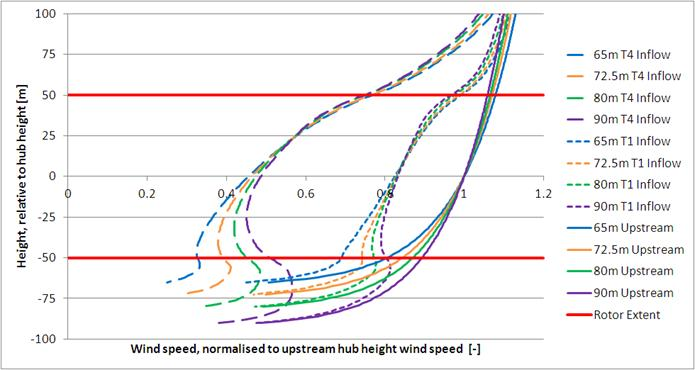 100
75
50
25
0
-25
-50
-75
-100
0
0.2
0.4
0.6
0.8
1
1.2
Height, relative to hub height [m]
Wind speed, normalised to upstream hub height wind speed [-]
65m T4 Inflow
72.5m T4 Inflow
80m T4 Inflow
90m T4 Inflow
65m T1 Inflow
72.5m T1 Inflow
80m T1 Inflow
90m T1 Inflow
65m Upstream
72.5m Upstream
80m Upstream
90m Upstream
Rotor Extent